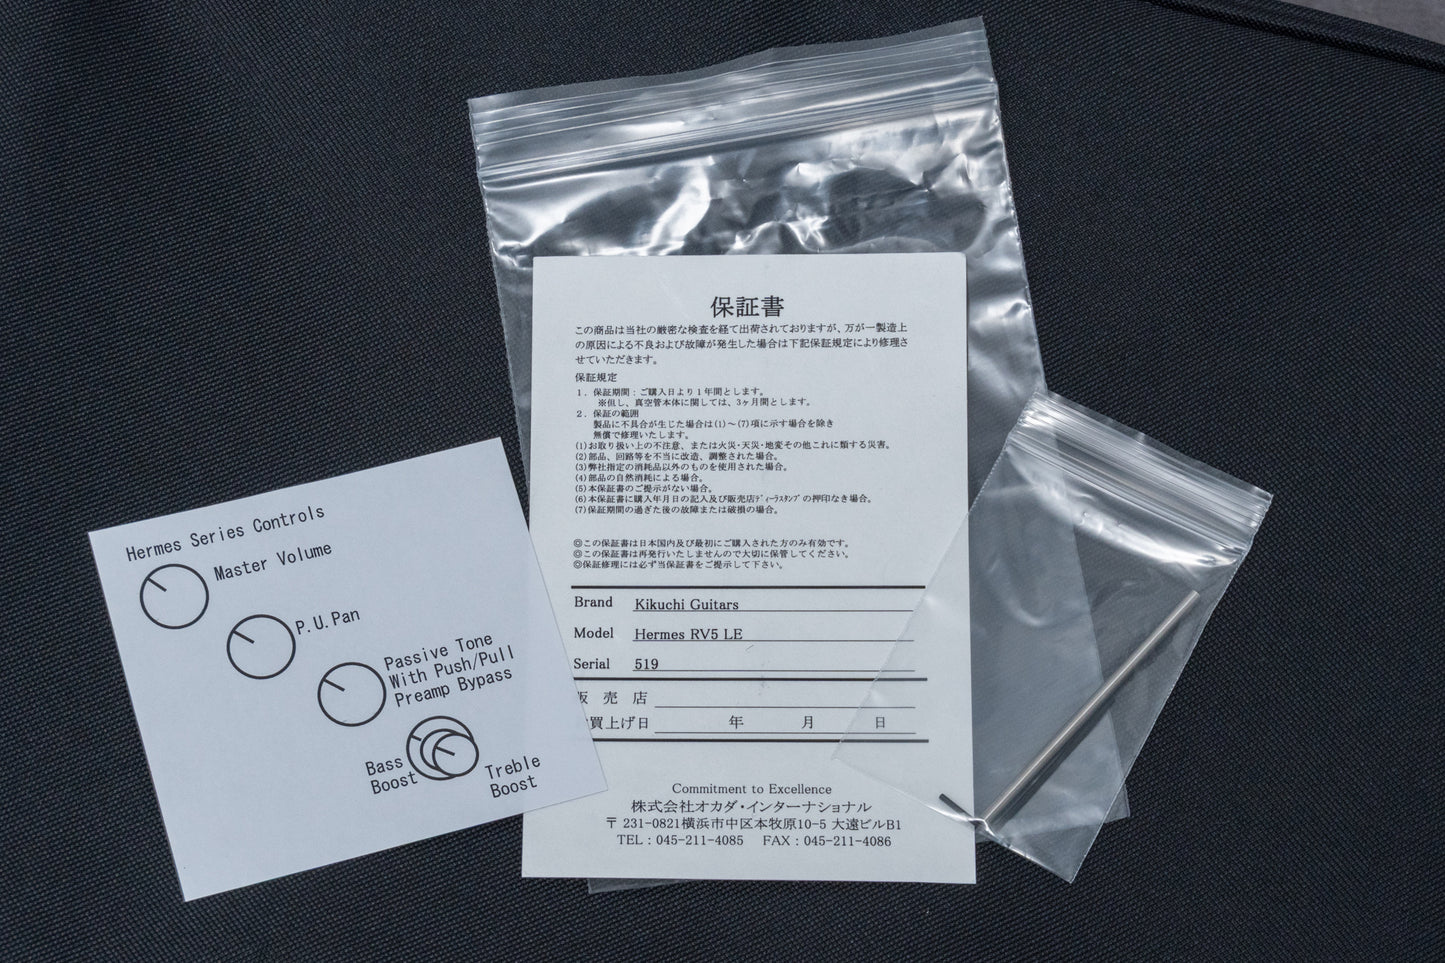 Hermes Series Controls
Master Volume
P.U.Pan
Passive Tone
With Push/Pull
Preamp Bypass
Bass
Boost
Treble
Boost
保証書
この商品は当社の厳密な検査を経て出荷されておりますが、万が一製造上
の原因による不良および故障が発生した場合は下記保証規定により修理さ
せていただきます。
保証規定
1．保証期間：ご購入日より1年間とします。
※但し、真空管本体に関しては、3ヶ月間とします。
2．保証の範囲
製品に不具合が生じた場合は(1)～(7)項に示す場合を除き
無償で修理いたします。
(1)お取り扱い上の不注意、または火災・天災・地変その他これに類する災害。
(2)部品、回路等を不当に改造、調整された場合。
(3)弊社指定の消耗品以外のものを使用された場合。
(4)部品の自然消耗による場合。
(5)本保証書のご提示がない場合。
(6)本保証書に購入年月日の記入及び販売店ﾃﾞｨｰﾗｽﾀﾝﾌﾟの押印なき場合。
(7)保証期間の過ぎた後の故障または破損の場合。
◎この保証書は日本国内及び最初にご購入された方のみ有効です。
◎この保証書は再発行いたしませんので大切に保管してください。
◎保証修理には必ず当保証書をご提示して下さい。
Brand Kikuchi Guitars
Model Hermes RV5 LE
Serial 519
販売店
買上げ日 年 月 日
Commitment to Excellence
株式会社オカダ・インターナショナル
〒231-0821横浜市中区本牧原10-5 大遠ビルB1
TEL：045-211-4085 FAX：045-211-4086